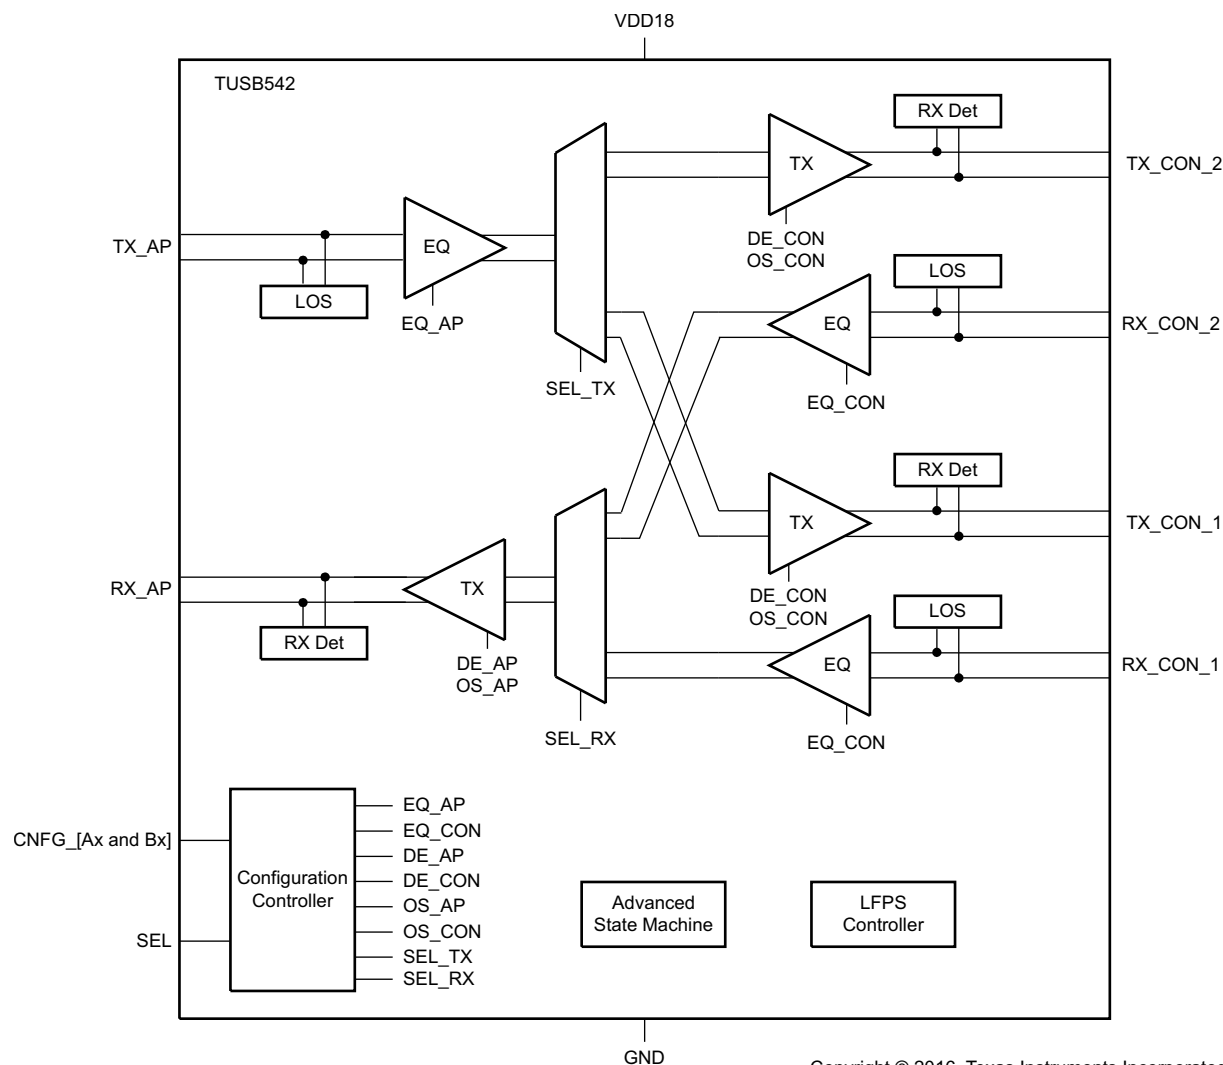 VDD18
TUSB542
RX Det
TX
TX_CON_2
DE_CON
OS_CON
TX_AP
EQ
LOS
EQ_AP
LOS
EQ
RX_CON_2
SEL_TX
EQ_CON
RX Det
TX
TX_CON_1
DE_CON
OS_CON
RX_AP
TX
RX Det
DE_AP
OS_AP
LOS
EQ
RX_CON_1
SEL_RX
EQ_CON
CNFG_[Ax and Bx]
SEL
Configuration
Controller
EQ_AP
EQ_CON
DE_AP
DE_CON
OS_AP
OS_CON
SEL_TX
SEL_RX
Advanced
State Machine
LFPS
Controller
GND
Copyright © 2016, Texas Instruments Incorporated